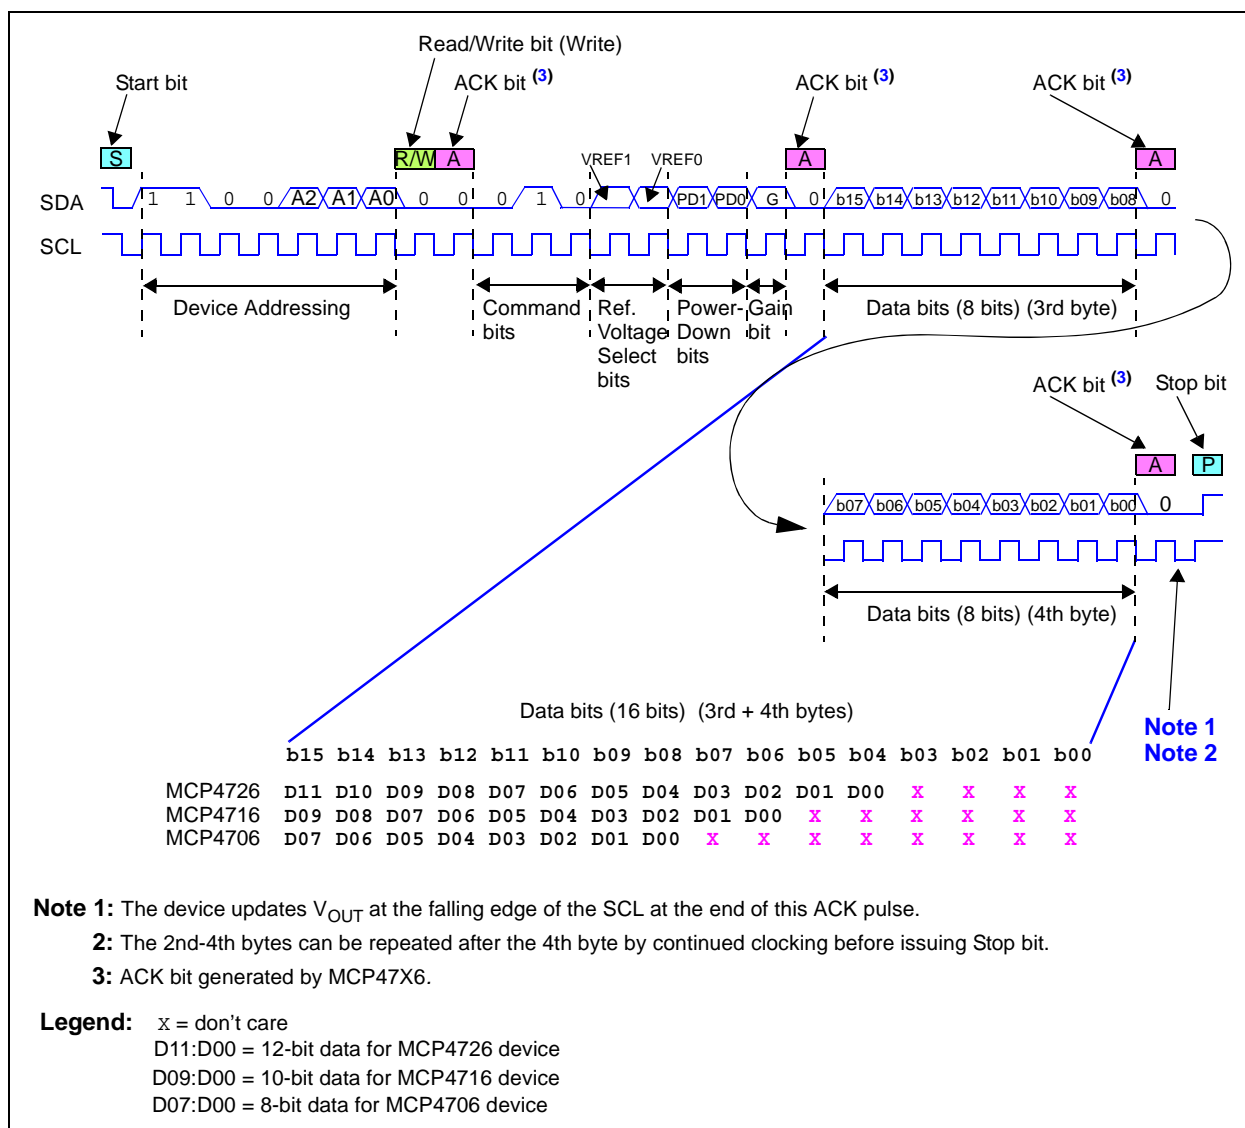 Read/Write bit (Write)
Start bit
ACK bit (3)
ACK bit (3)
ACK bit (3)
S
R/W A
A
A
VREF1 VREF0
SDA 1 1 0 0 A2 A1 A0 0 0 0 1 0 PD1 PD0 G 0 b15 b14 b13 b12 b11 b10 b09 b08 0
SCL
Device Addressing
Command bits
Ref. Voltage Select bits
Power-Down bits
Gain bit
Data bits (8 bits) (3rd byte)
ACK bit (3) Stop bit
A P
b07 b06 b05 b04 b03 b02 b01 b00 0
Data bits (8 bits) (4th byte)
Note 1
Note 2
Data bits (16 bits) (3rd + 4th bytes)
b15 b14 b13 b12 b11 b10 b09 b08 b07 b06 b05 b04 b03 b02 b01 b00
MCP4726 D11 D10 D09 D08 D07 D06 D05 D04 D03 D02 D01 D00 X X X X
MCP4716 D09 D08 D07 D06 D05 D04 D03 D02 D01 D00 X X X X X X
MCP4706 D07 D06 D05 D04 D03 D02 D01 D00 X X X X X X X X
Note 1: The device updates VOUT at the falling edge of the SCL at the end of this ACK pulse.
2: The 2nd-4th bytes can be repeated after the 4th byte by continued clocking before issuing Stop bit.
3: ACK bit generated by MCP47X6.
Legend: X = don't care
D11:D00 = 12-bit data for MCP4726 device
D09:D00 = 10-bit data for MCP4716 device
D07:D00 = 8-bit data for MCP4706 device